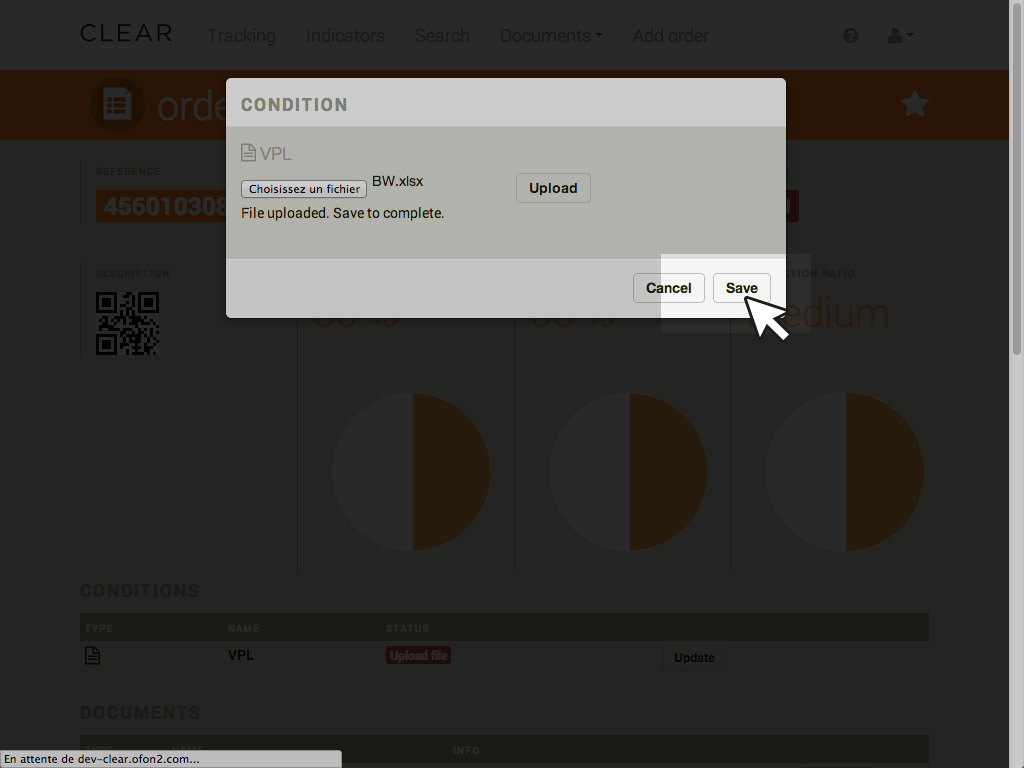 CLEAR Tracking Indicators Search Documents Add order
orde
CONDITION
VPL
Choisissez un fichier BW.xlsx Upload
File uploaded. Save to complete.
Cancel Save
REFERENCE
456010308
DESCRIPTION
TION RATIO
edium
CONDITIONS
TYPE NAME STATUS
VPL Upload file Update
DOCUMENTS
TYPE NAME INFO
En attente de dev-clear.ofon2.com...